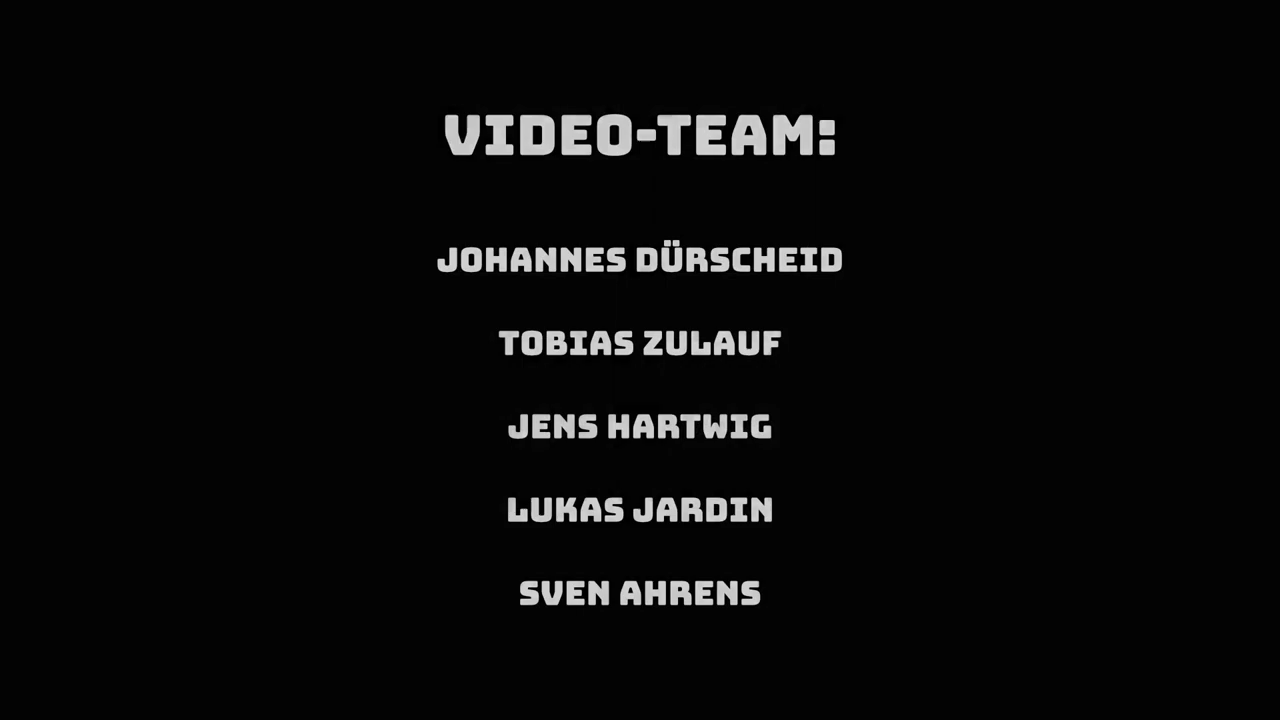 VIDEO-TEAM:
JOHANNES DÜRSCHEID
TOBIAS ZULAUF
JENS HARTWIG
LUKAS JARDIN
SVEN AHRENS